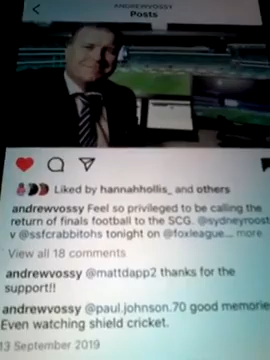 ANDREWVOSSY
Posts
Liked by hannahhollis_ and others
andrewvossy Feel so privileged to be calling the
return of finals football to the SCG. @sydneyroost
v @ssfcrabbitohs tonight on @foxleague... more
View all 18 comments
andrewvossy @mattdapp2 thanks for the
support!!
andrewvossy @paul.johnson.70 good memorie
Even watching shield cricket.
13 September 2019